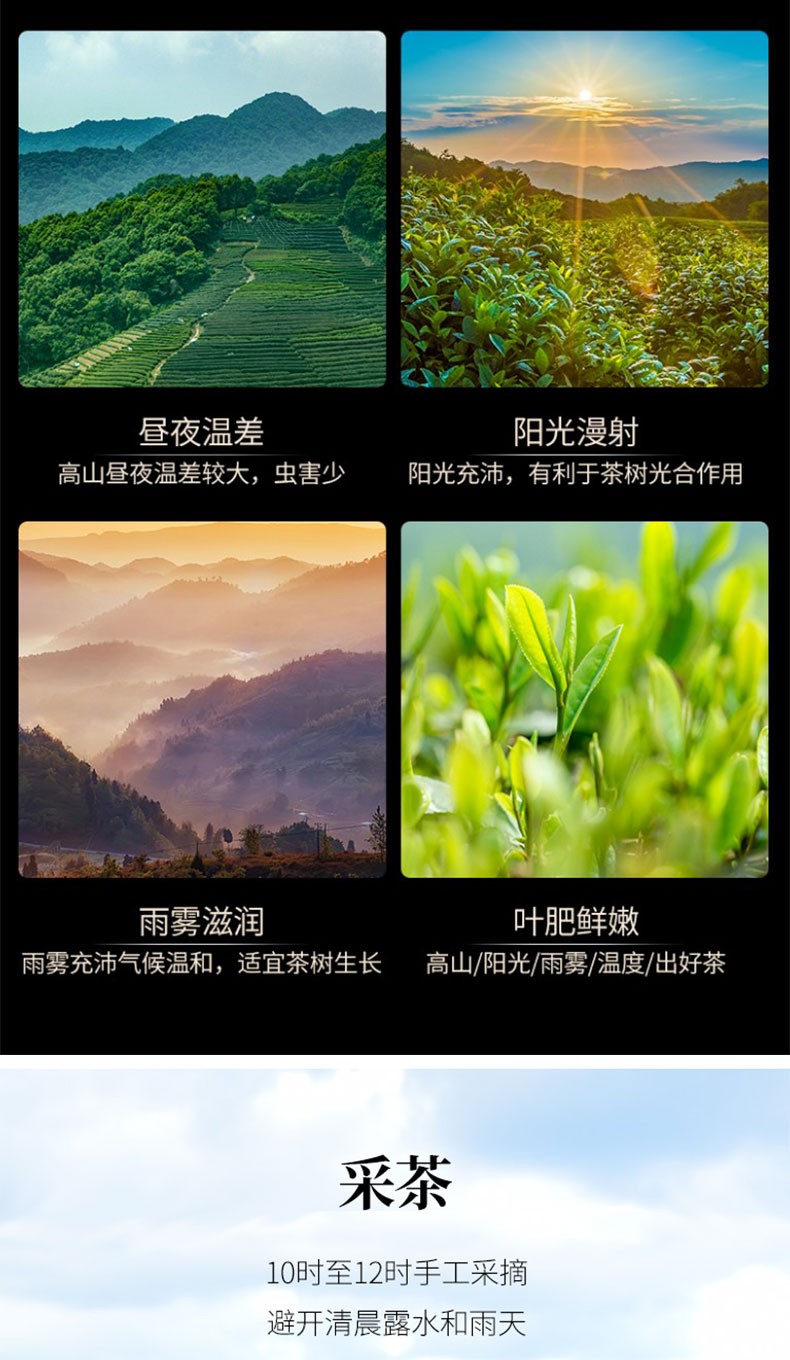 昼夜温差
高山昼夜温差较大，虫害少
阳光漫射
阳光充沛，有利于茶树光合作用
雨雾滋润
雨雾充沛气候温和，适宜茶树生长
叶肥鲜嫩
高山/阳光/雨雾/温度/出好茶
采茶
10时至12时手工采摘
避开清晨露水和雨天